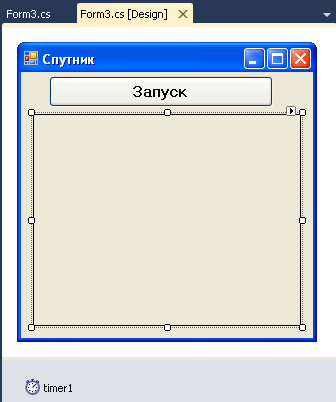 Form3.cs
Form3.cs [Design]
Спутник
Запуск
timer1